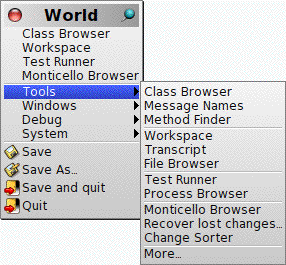 World
Class Browser
Workspace
Test Runner
Monticello Browser
Tools
Windows
Debug
System
Save
Save As...
Save and quit
Quit
Class Browser
Message Names
Method Finder
Workspace
Transcript
File Browser
Test Runner
Process Browser
Monticello Browser
Recover lost changes...
Change Sorter
More...